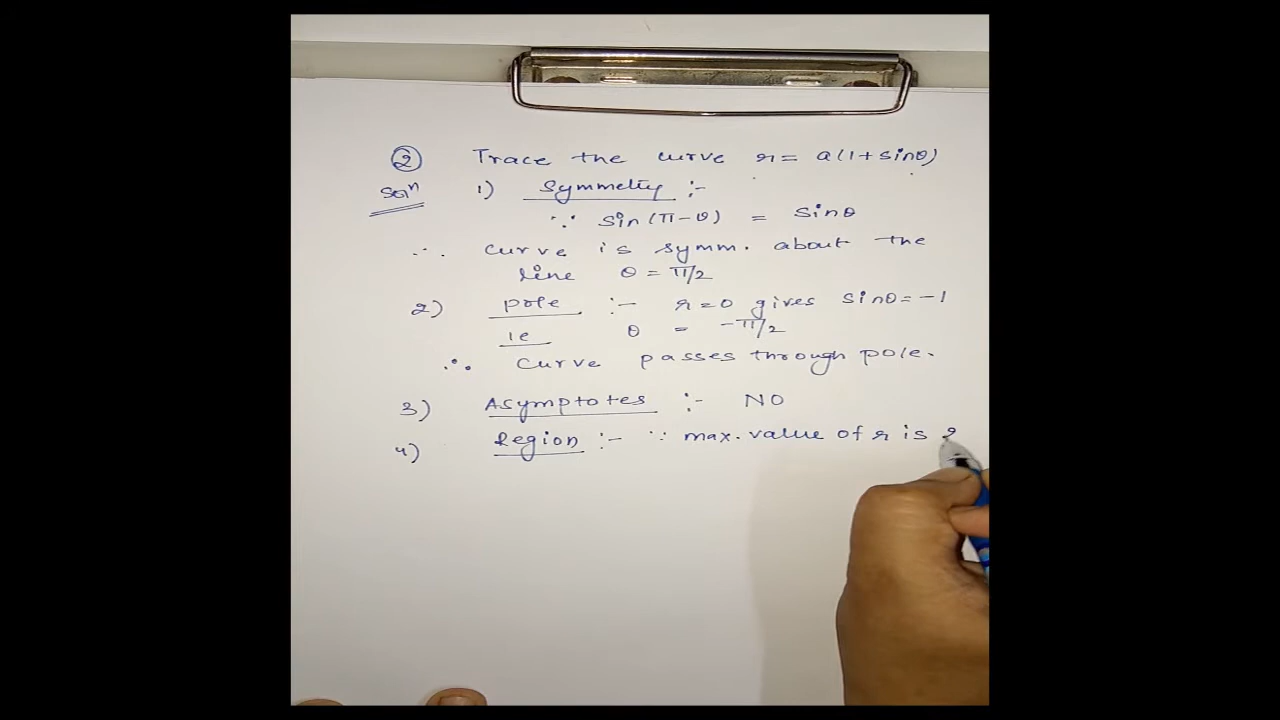 ② Trace the curve r = a(1 + sinθ)
Solⁿ 1) Symmetry :-
∵ sin(π-θ) = sinθ
∴ curve is symm. about the
line θ = π/2
2) pole :- r=0 gives sinθ = -1
ie θ = -π/2
∴ Curve passes through pole.
3) Asymptotes :- NO
4) Region :- ∵ max. value of r is